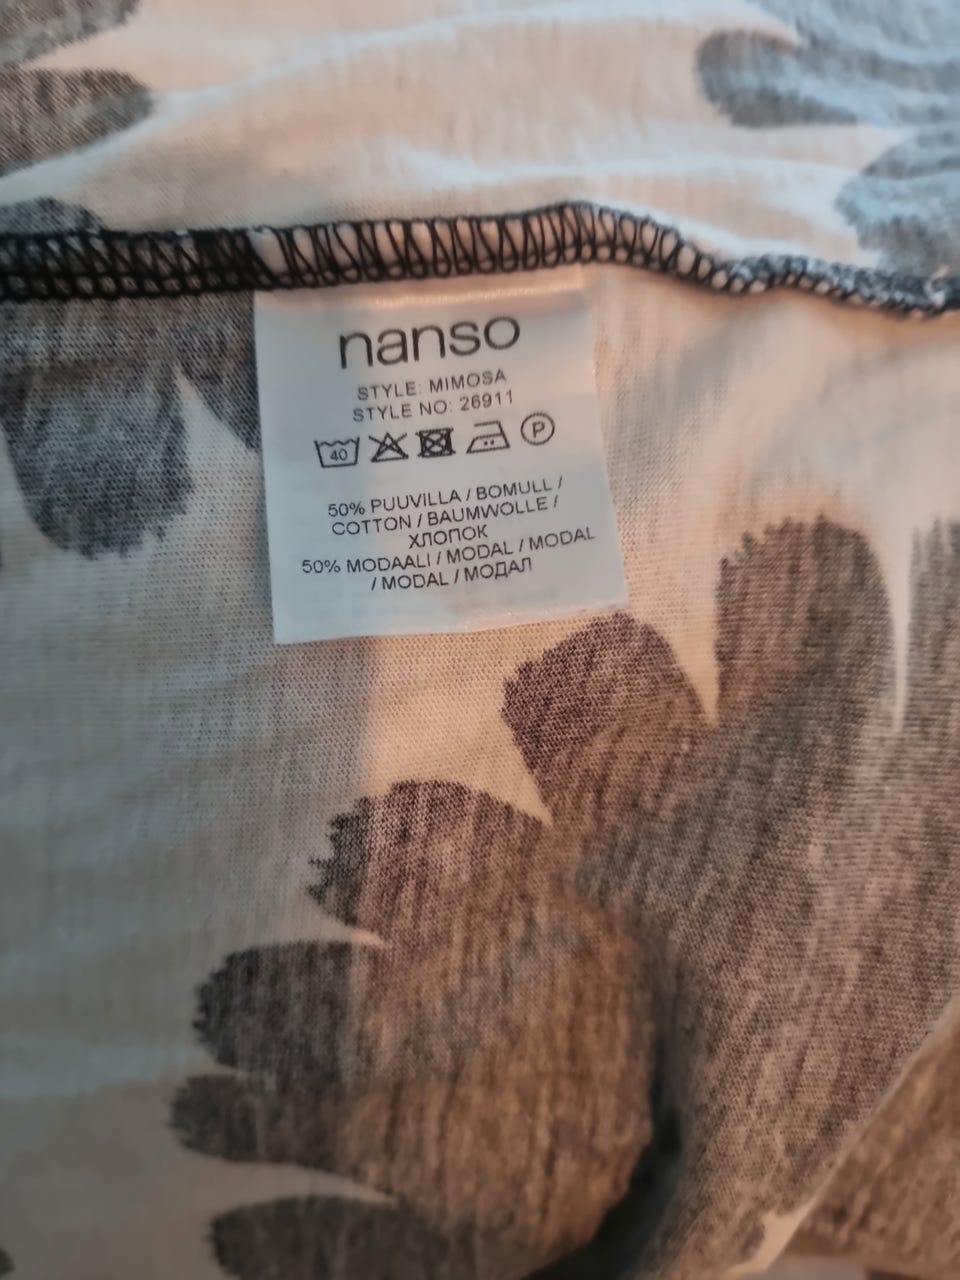 nanso
STYLE: MIMOSA
STYLE NO: 26911
40 P
50% PUUVILLA / BOMULL /
COTTON / BAUMWOLLE /
ХЛОПОК
50% MODAALI / MODAL / MODAL
/ MODAL / МОДАЛ